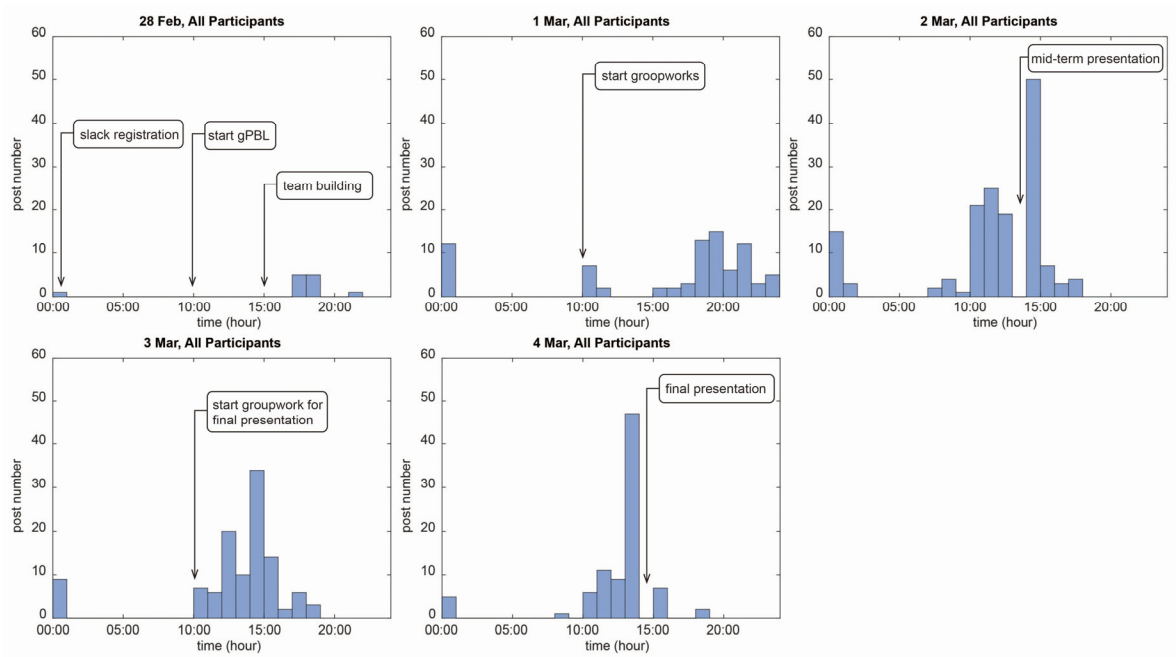 28 Feb, All Participants
60
50
40
30
20
10
0
post number
slack registration
start gPBL
team building
00:00 05:00 10:00 15:00 20:00
time (hour)
1 Mar, All Participants
60
50
40
30
20
10
0
post number
start groopworks
00:00 05:00 10:00 15:00 20:00
time (hour)
2 Mar, All Participants
60
50
40
30
20
10
0
post number
mid-term presentation
00:00 05:00 10:00 15:00 20:00
time (hour)
3 Mar, All Participants
60
50
40
30
20
10
0
post number
start groupwork for
final presentation
00:00 05:00 10:00 15:00 20:00
time (hour)
4 Mar, All Participants
60
50
40
30
20
10
0
post number
final presentation
00:00 05:00 10:00 15:00 20:00
time (hour)